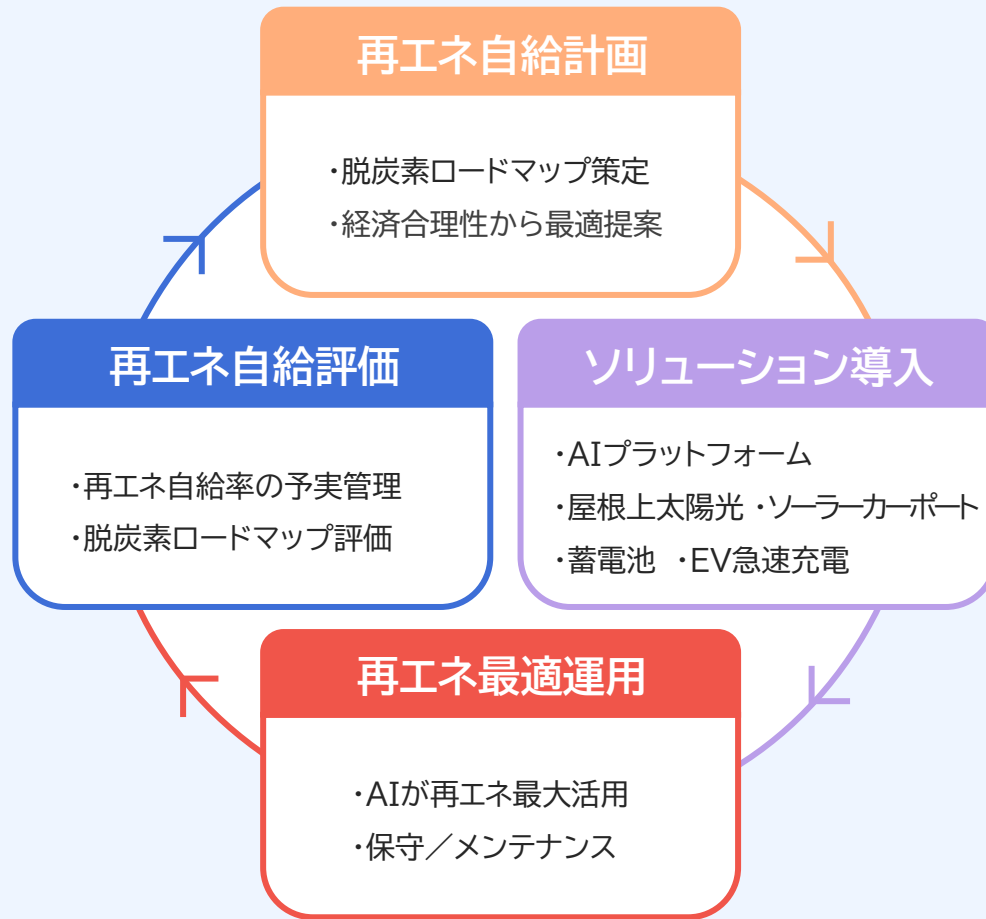 再エネ自給計画
・脱炭素ロードマップ策定
・経済合理性から最適提案
再エネ自給評価
・再エネ自給率の予実管理
・脱炭素ロードマップ評価
ソリューション導入
・AIプラットフォーム
・屋根上太陽光 ・ソーラーカーポート
・蓄電池 ・EV急速充電
再エネ最適運用
・AIが再エネ最大活用
・保守／メンテナンス